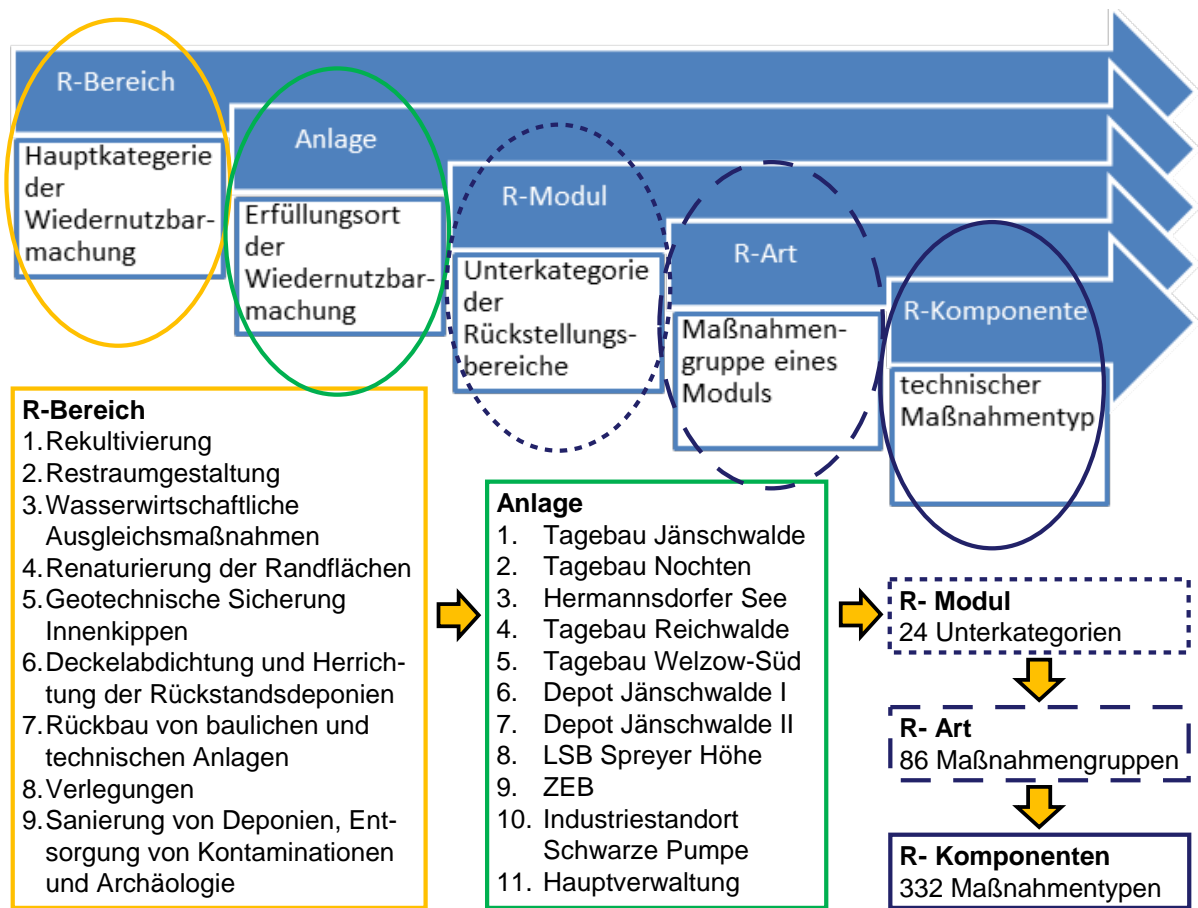 R-Bereich
Hauptkategerie
der
Wiedernutzbar-
machung
Anlage
Erfüllungsort
der
Wiedernutzbar-
machung
R-Modul
Unterkategorie
der
Rückstellungs-
bereiche
R-Art
Maßnahmen-
gruppe eines
Moduls
R-Komponente
technischer
Maßnahmentyp
R-Bereich
1. Rekultivierung
2. Restraumgestaltung
3. Wasserwirtschaftliche
Ausgleichsmaßnahmen
4. Renaturierung der Randflächen
5. Geotechnische Sicherung
Innenkippen
6. Deckelabdichtung und Herrich-
tung der Rückstandsdeponien
7. Rückbau von baulichen und
technischen Anlagen
8. Verlegungen
9. Sanierung von Deponien, Ent-
sorgung von Kontaminationen
und Archäologie
Anlage
1. Tagebau Jänschwalde
2. Tagebau Nochten
3. Hermannsdorfer See
4. Tagebau Reichwalde
5. Tagebau Welzow-Süd
6. Depot Jänschwalde I
7. Depot Jänschwalde II
8. LSB Spreyer Höhe
9. ZEB
10. Industriestandort
Schwarze Pumpe
11. Hauptverwaltung
R- Modul
24 Unterkategorien
R- Art
86 Maßnahmengruppen
R- Komponenten
332 Maßnahmentypen